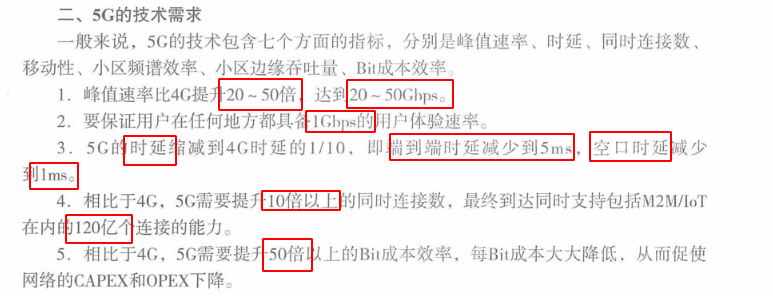 二、5G的技术需求
一般来说，5G的技术包含七个方面的指标，分别是峰值速率、时延、同时连接数、
移动性、小区频谱效率、小区边缘吞吐量、Bit成本效率。
1．峰值速率比4G提升20～50倍，达到20～50Gbps。
2．要保证用户在任何地方都具备1Gbps的用户体验速率。
3．5G的时延缩减到4G时延的1/10，即端到端时延减少到5ms，空口时延减少
到1ms。
4．相比于4G，5G需要提升10倍以上的同时连接数，最终到达同时支持包括M2M/IoT
在内的120亿个连接的能力。
5．相比于4G，5G需要提升50倍以上的Bit成本效率，每Bit成本大大降低，从而促使
网络的CAPEX和OPEX下降。